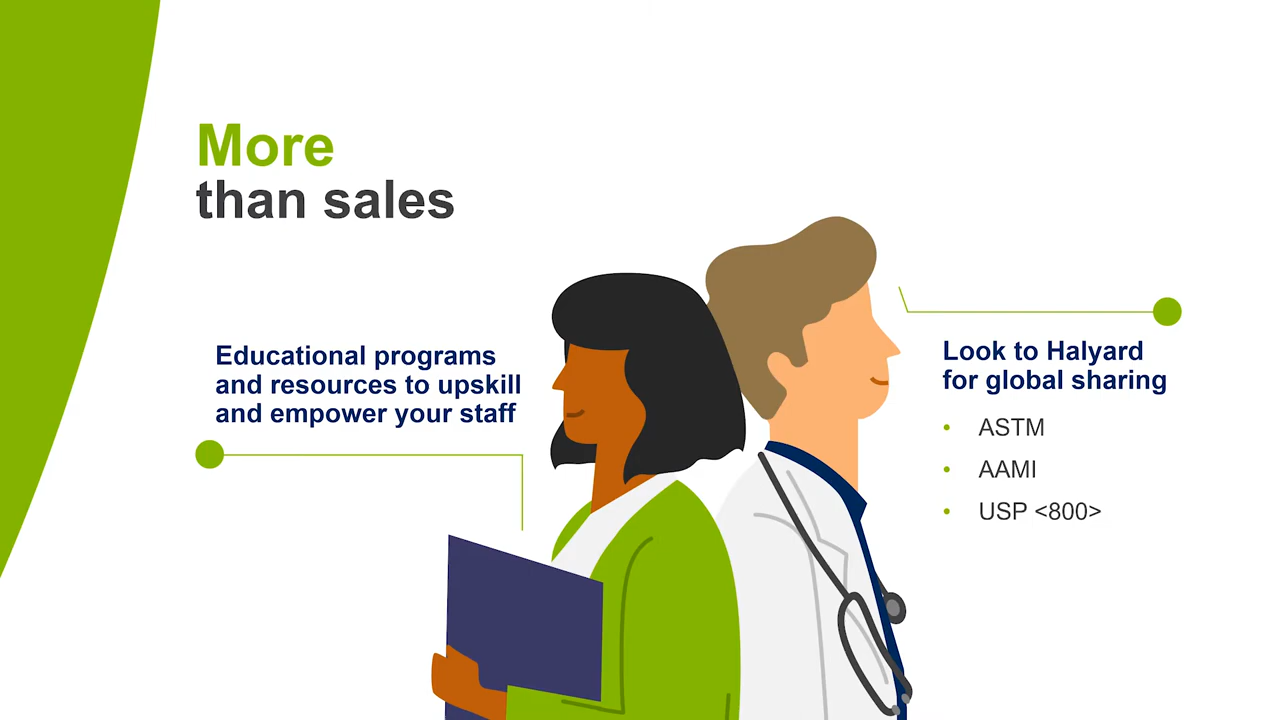 More
than sales
Educational programs
and resources to upskill
and empower your staff
Look to Halyard
for global sharing
• ASTM
• AAMI
• USP <800>